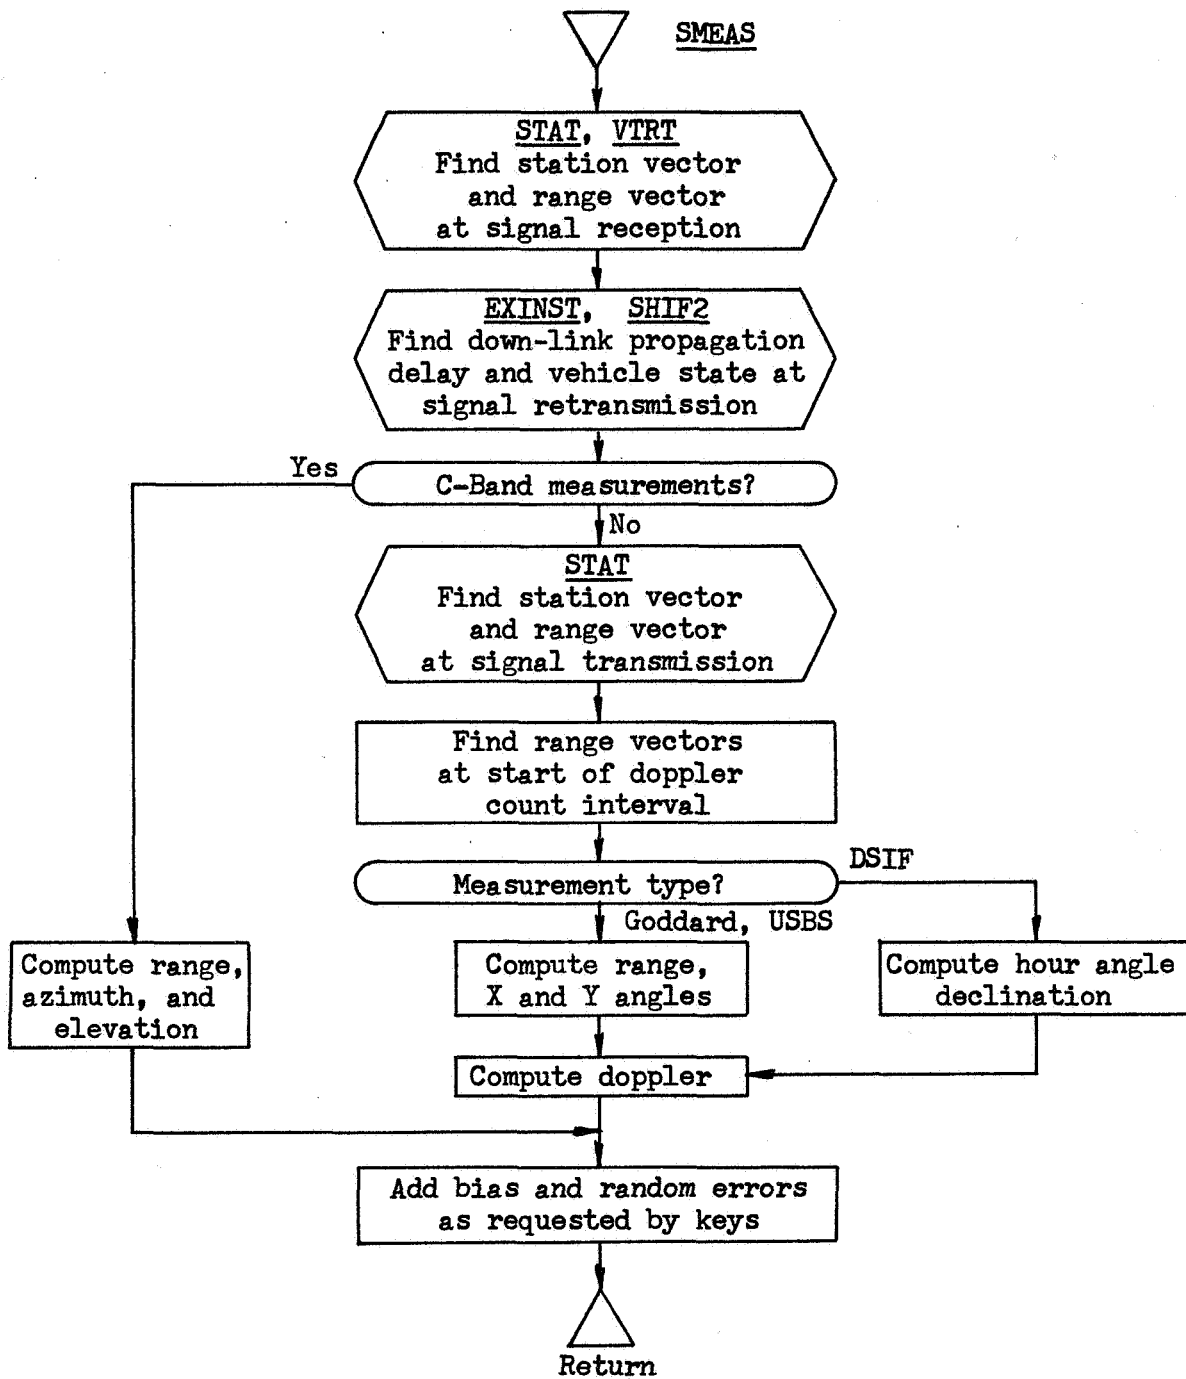 SMEAS
STAT, VTRT
Find station vector
and range vector
at signal reception
EXINST, SHIF2
Find down-link propagation
delay and vehicle state at
signal retransmission
Yes
C-Band measurements?
No
STAT
Find station vector
and range vector
at signal transmission
Find range vectors
at start of doppler
count interval
DSIF
Measurement type?
Goddard, USBS
Compute range,
azimuth, and
elevation
Compute range,
X and Y angles
Compute hour angle
declination
Compute doppler
Add bias and random errors
as requested by keys
Return